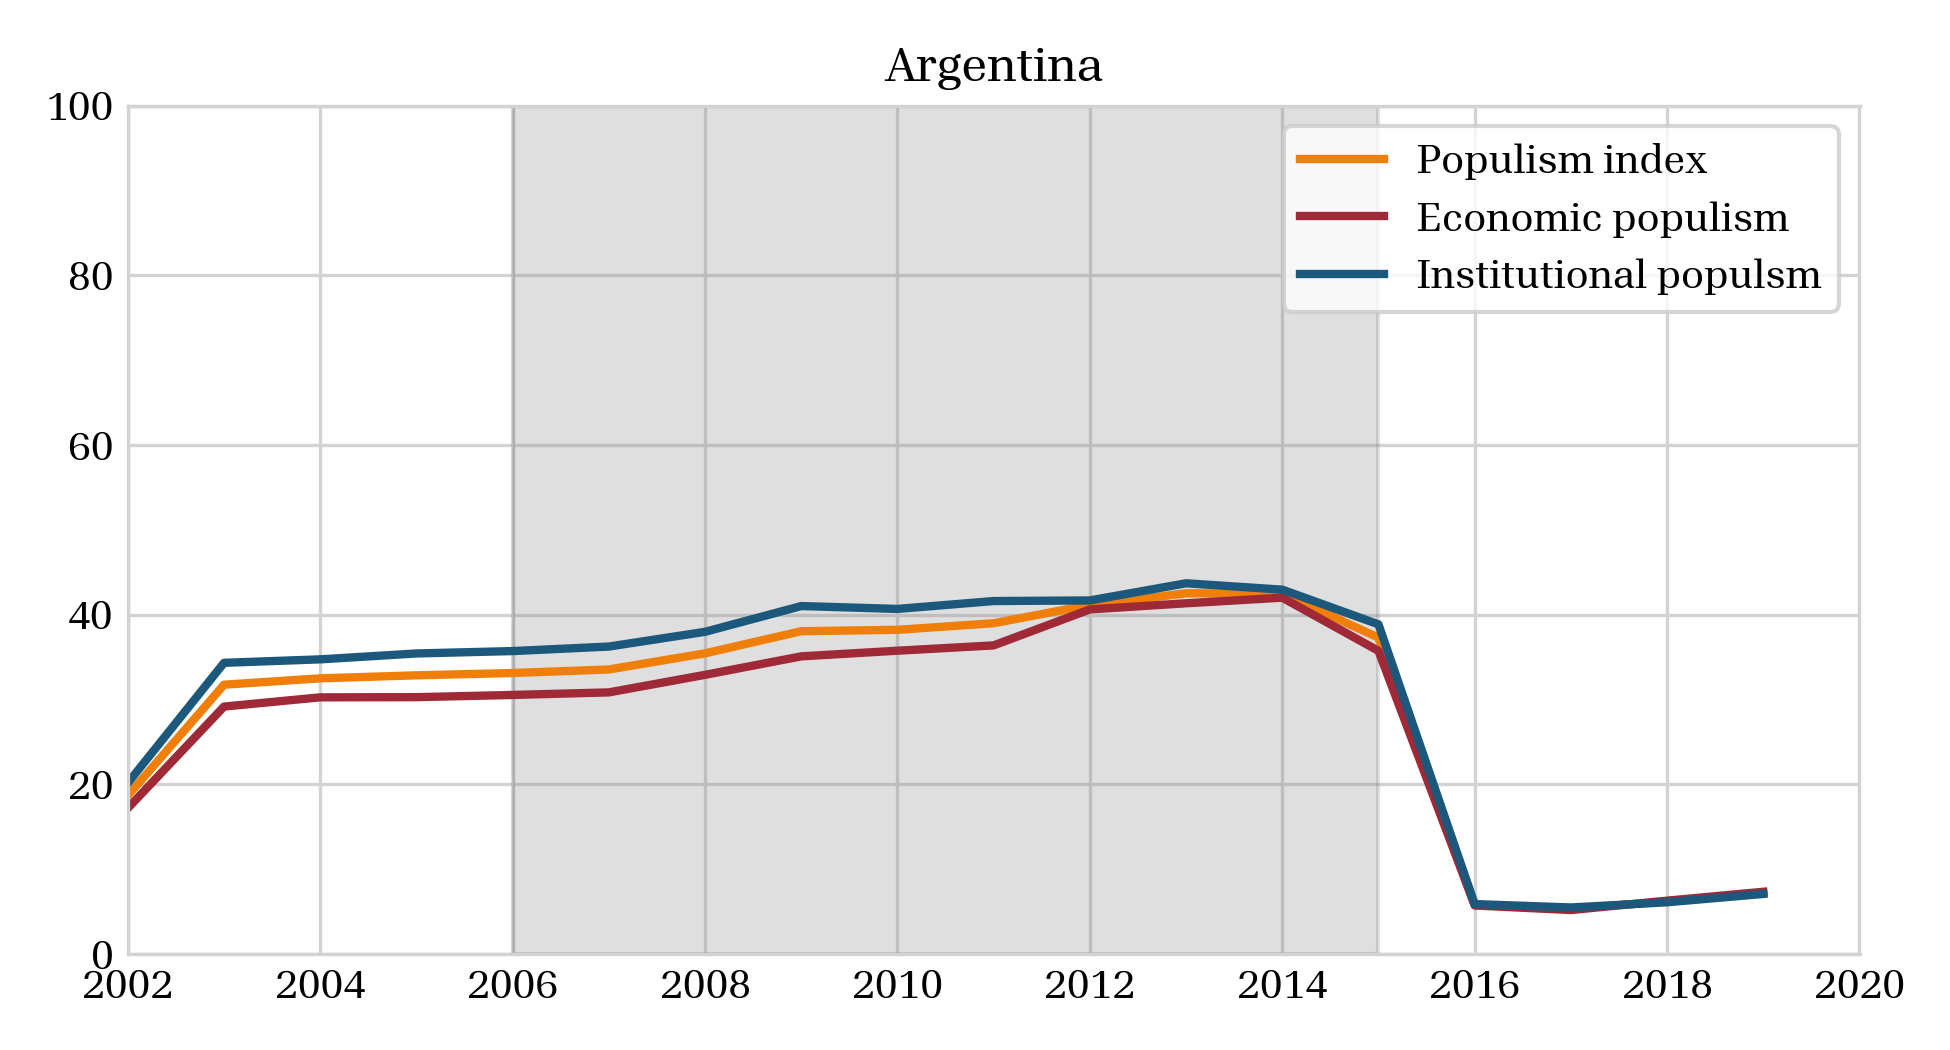 Argentina
100
80
60
40
20
0
Populism index
Economic populism
Institutional populsm
2002 2004 2006 2008 2010 2012 2014 2016 2018 2020